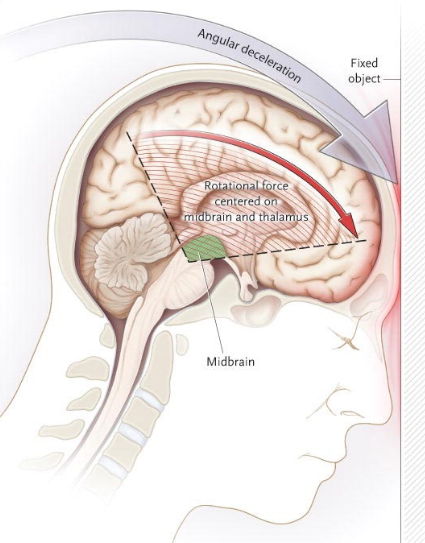 Angular deceleration
Fixed
object
Rotational force
centered on
midbrain and thalamus
Midbrain